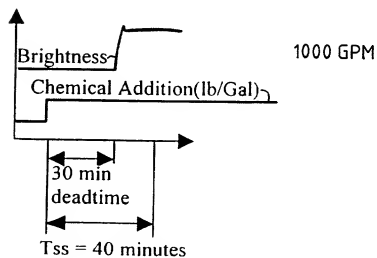 1000 GPM
Brightness
Chemical Addition(lb/Gal)
30 min
deadtime
Tss = 40 minutes